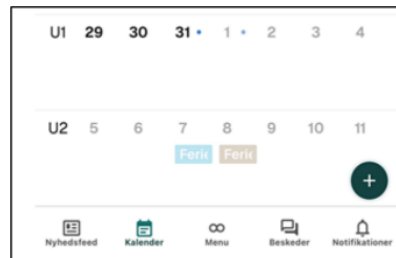 U1 29 30 31 1 2 3 4
U2 5 6 7 8 9 10 11
Ferie Ferie
Nyhedsfeed Kalender Menu Beskeder Notifikationer